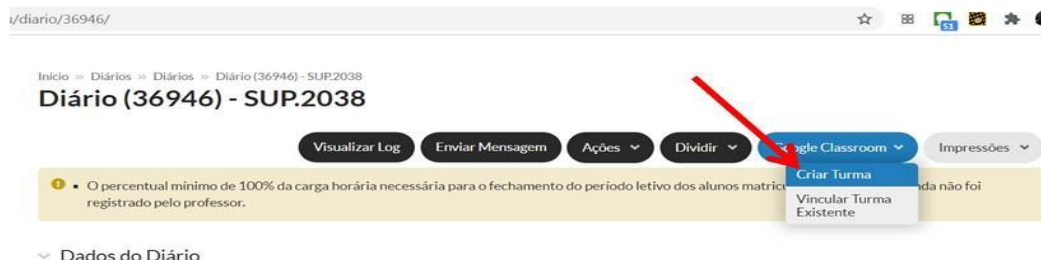 /diario/36946/
51
Início » Diários » Diários » Diário (36946) - SUP.2038
Diário (36946) - SUP.2038
Visualizar Log Enviar Mensagem Ações Dividir Google Classroom Impressões
Criar Turma
Vincular Turma
Existente
O percentual mínimo de 100% da carga horária necessária para o fechamento do período letivo dos alunos não foi
registrado pelo professor.
Dados do Diário